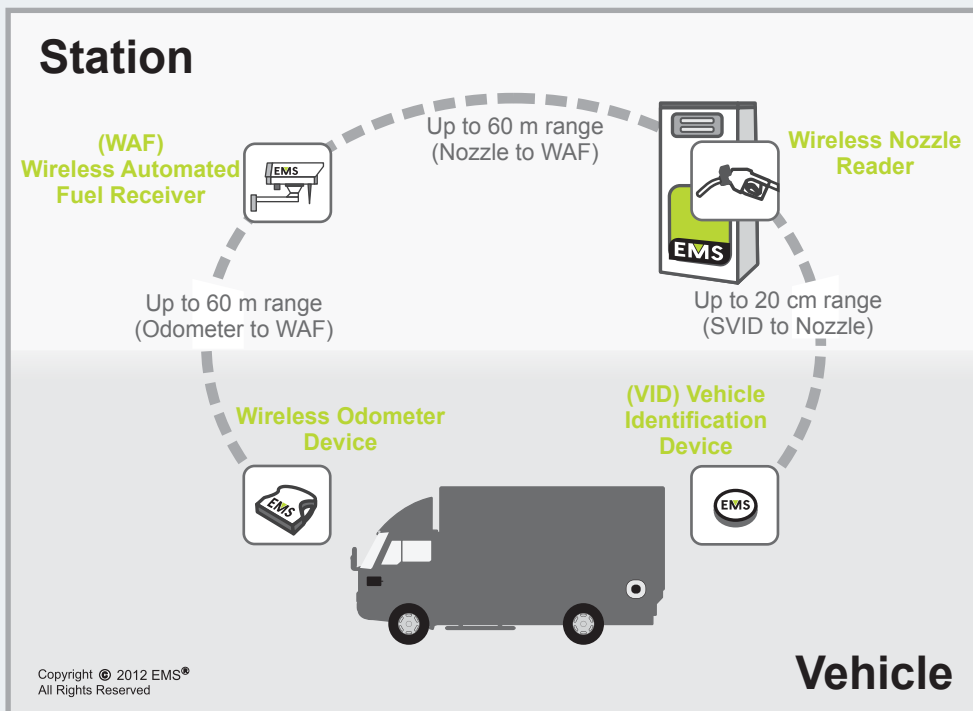 Station
(WAF)
Wireless Automated
Fuel Receiver
EMS
Up to 60 m range
(Nozzle to WAF)
EMS
Wireless Nozzle
Reader
Up to 60 m range
(Odometer to WAF)
Up to 20 cm range
(SVID to Nozzle)
Wireless Odometer
Device
EMS
(VID) Vehicle
Identification
Device
EMS
Copyright © 2012 EMS®
All Rights Reserved
Vehicle